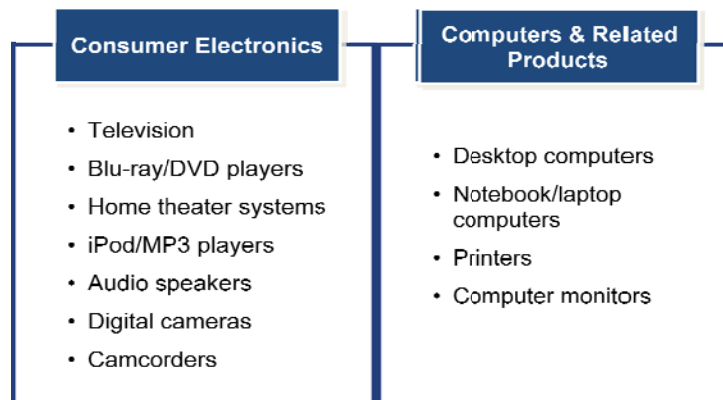 Consumer Electronics
• Television
• Blu-ray/DVD players
• Home theater systems
• iPod/MP3 players
• Audio speakers
• Digital cameras
• Camcorders
Computers & Related
Products
• Desktop computers
• Notebook/laptop
computers
• Printers
• Computer monitors